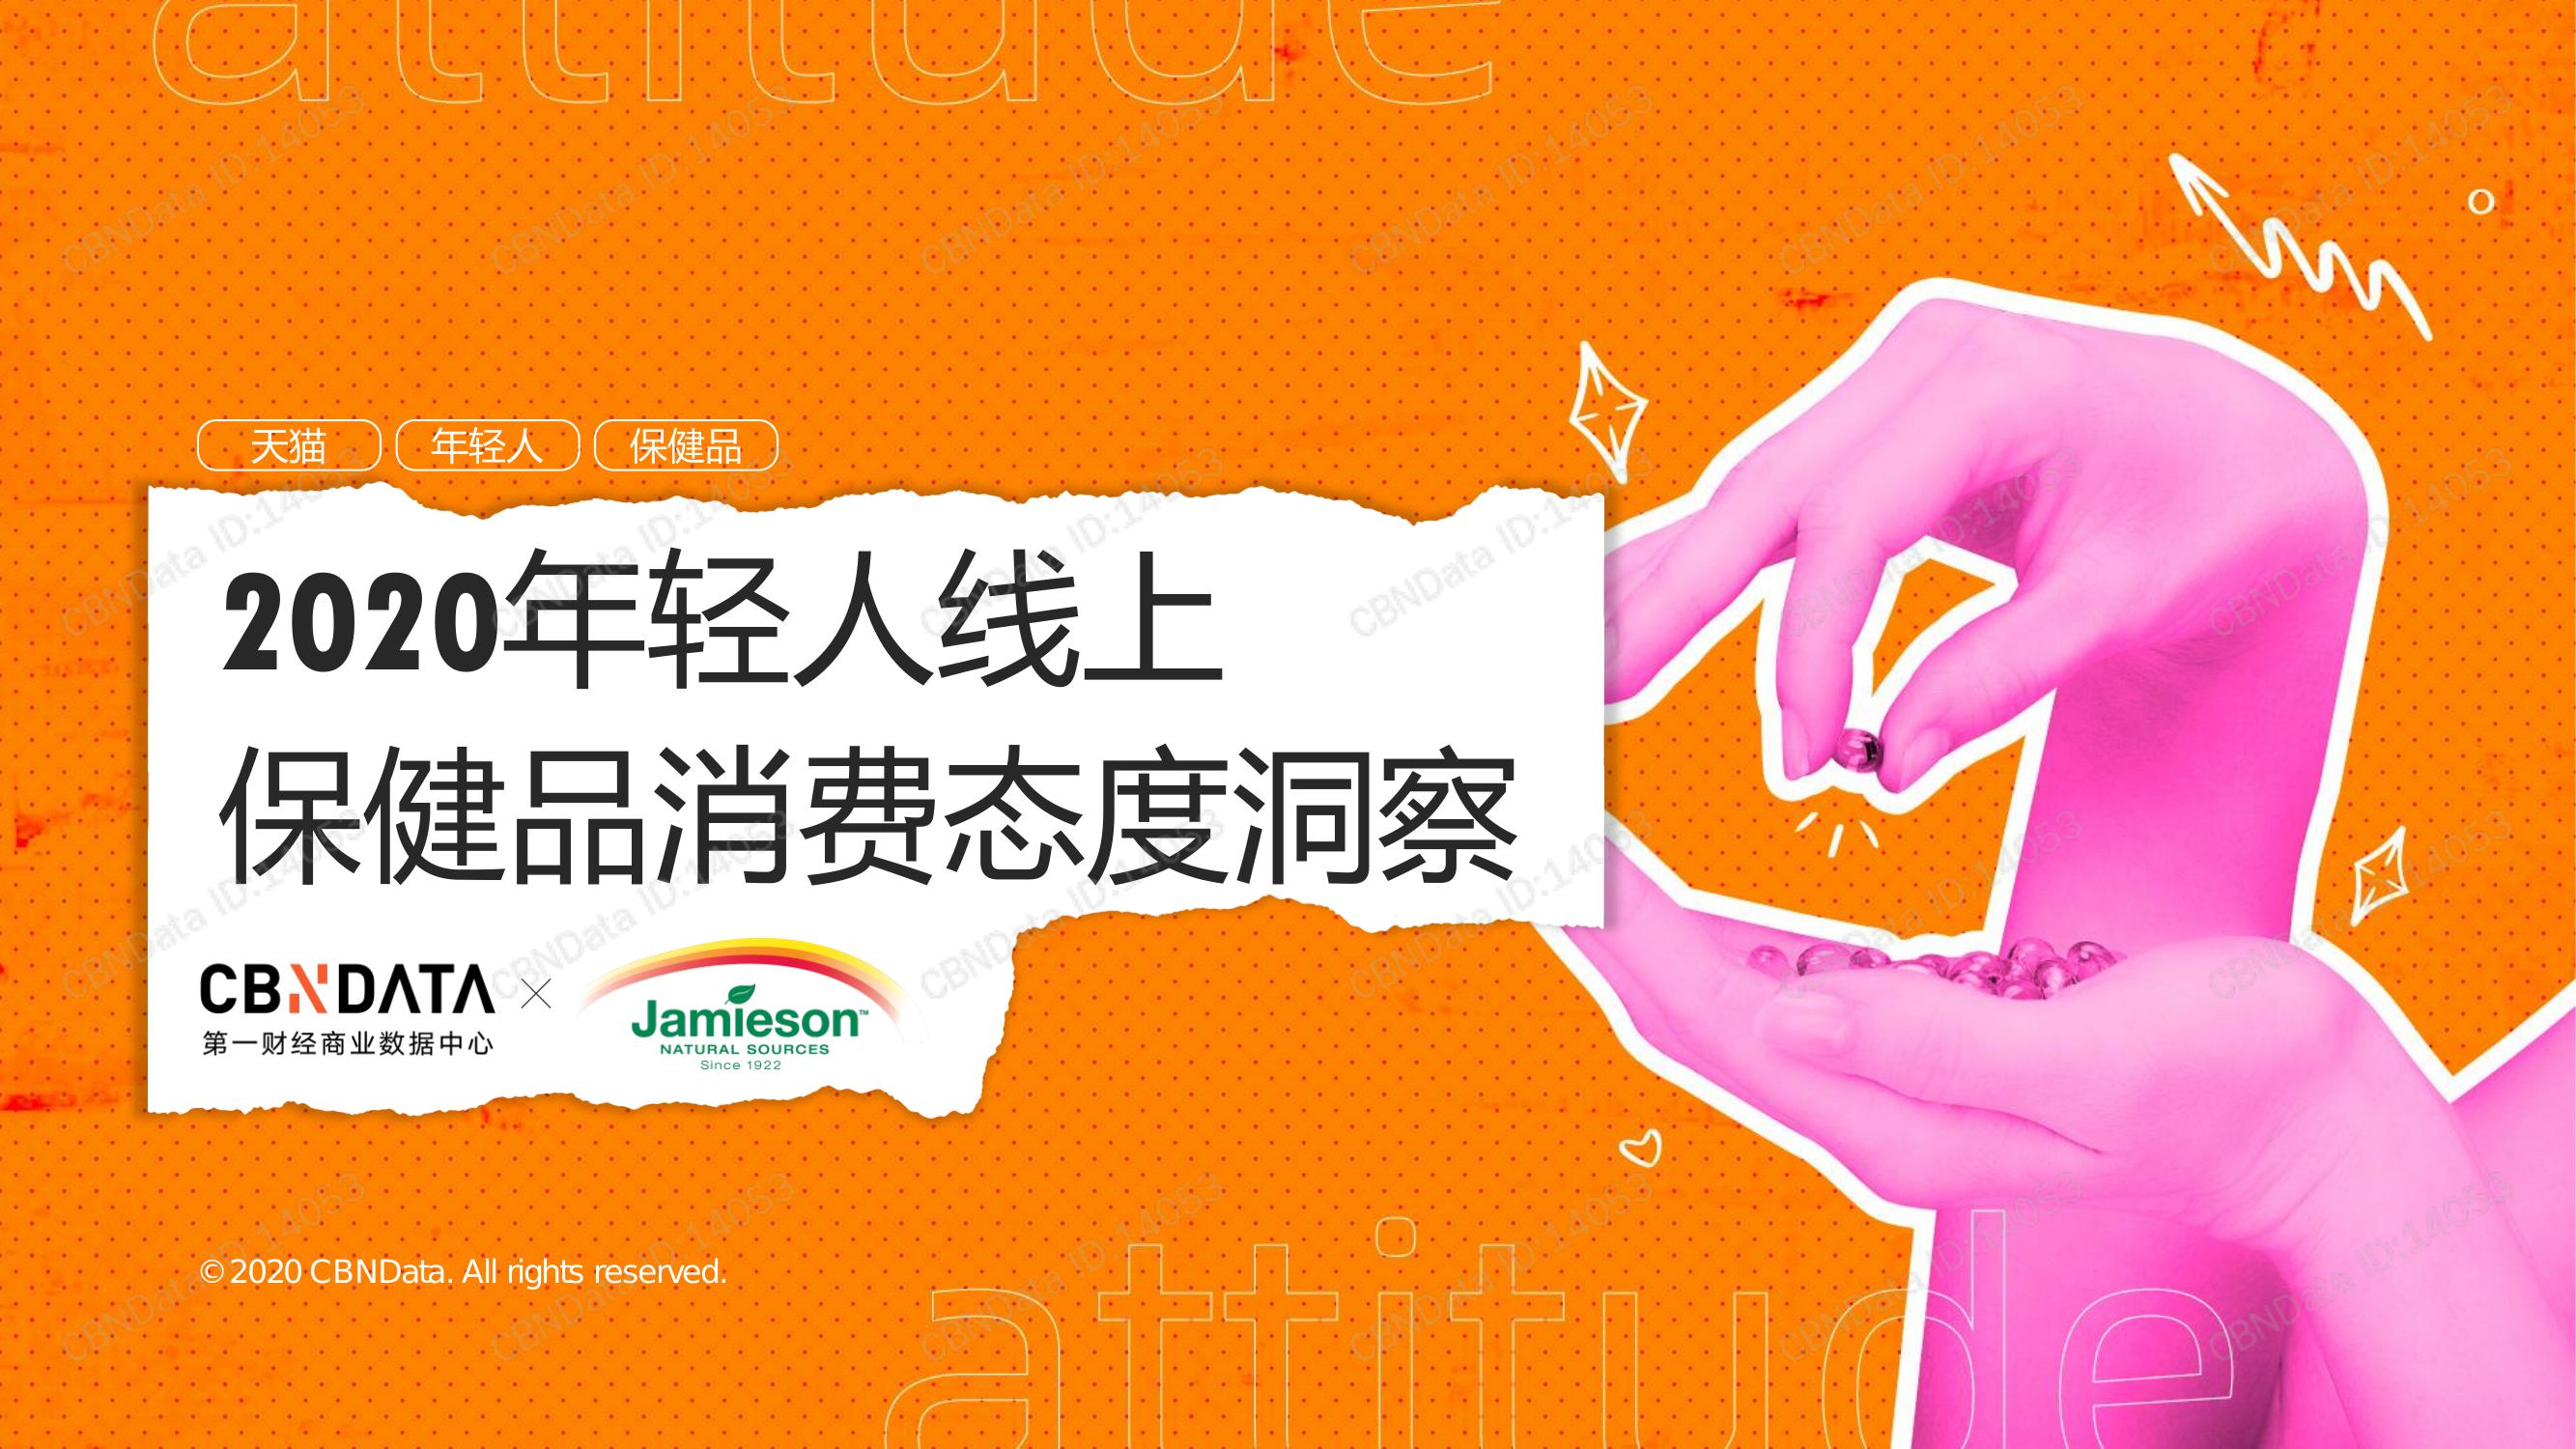 attitude
天猫 年轻人 保健品
2020年轻人线上
保健品消费态度洞察
CBNDATA × Jamieson™
第一财经商业数据中心 NATURAL SOURCES
Since 1922
© 2020 CBNData. All rights reserved.
attitude
CBNData ID:14053